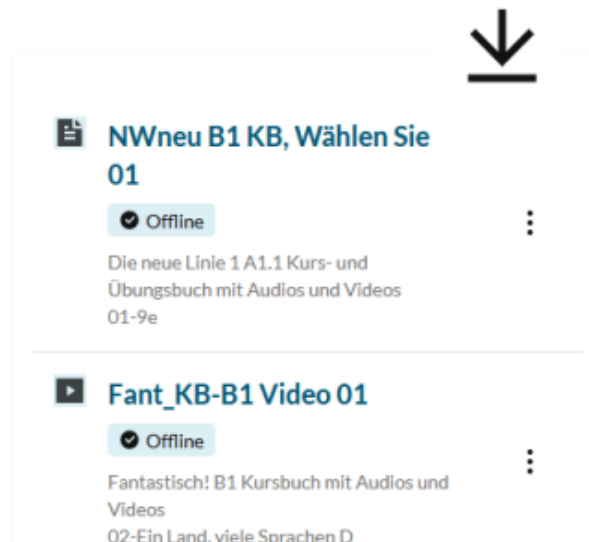 NWneu B1 KB, Wählen Sie
01
Offline
Die neue Linie 1 A1.1 Kurs- und
Übungsbuch mit Audios und Videos
01-9e
Fant_KB-B1 Video 01
Offline
Fantastisch! B1 Kursbuch mit Audios und
Videos
02-Ein Land, viele Sprachen D